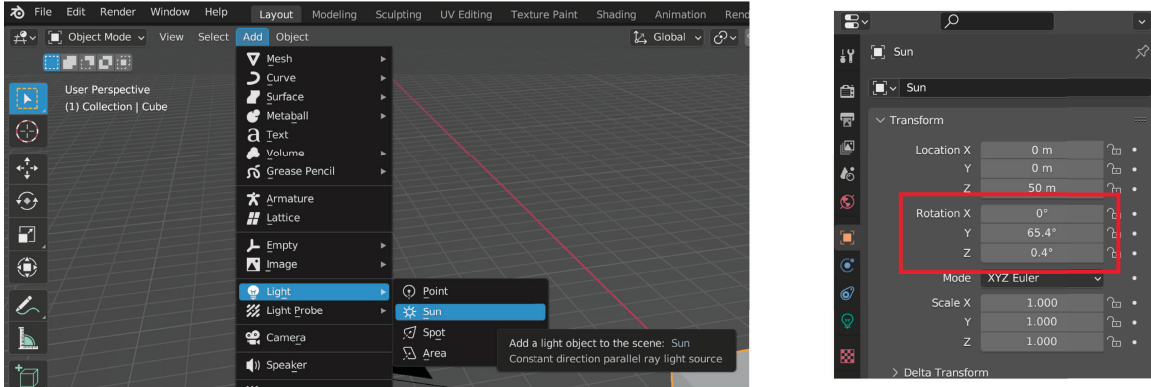 File Edit Render Window Help Layout Modeling Sculpting UV Editing Texture Paint Shading Animation Rend
Object Mode View Select Add Object Global
User Perspective
(1) Collection | Cube
Mesh
Curve
Surface
Metaball
Text
Volume
Grease Pencil
Armature
Lattice
Empty
Image
Light
Light Probe
Camera
Speaker
Point
Sun
Spot
Area
Add a light object to the scene: Sun
Constant direction parallel ray light source
Sun
Sun
Transform
Location X 0 m
Y 0 m
Z 50 m
Rotation X 0°
Y 65.4°
Z 0.4°
Mode XYZ Euler
Scale X 1.000
Y 1.000
Z 1.000
Delta Transform